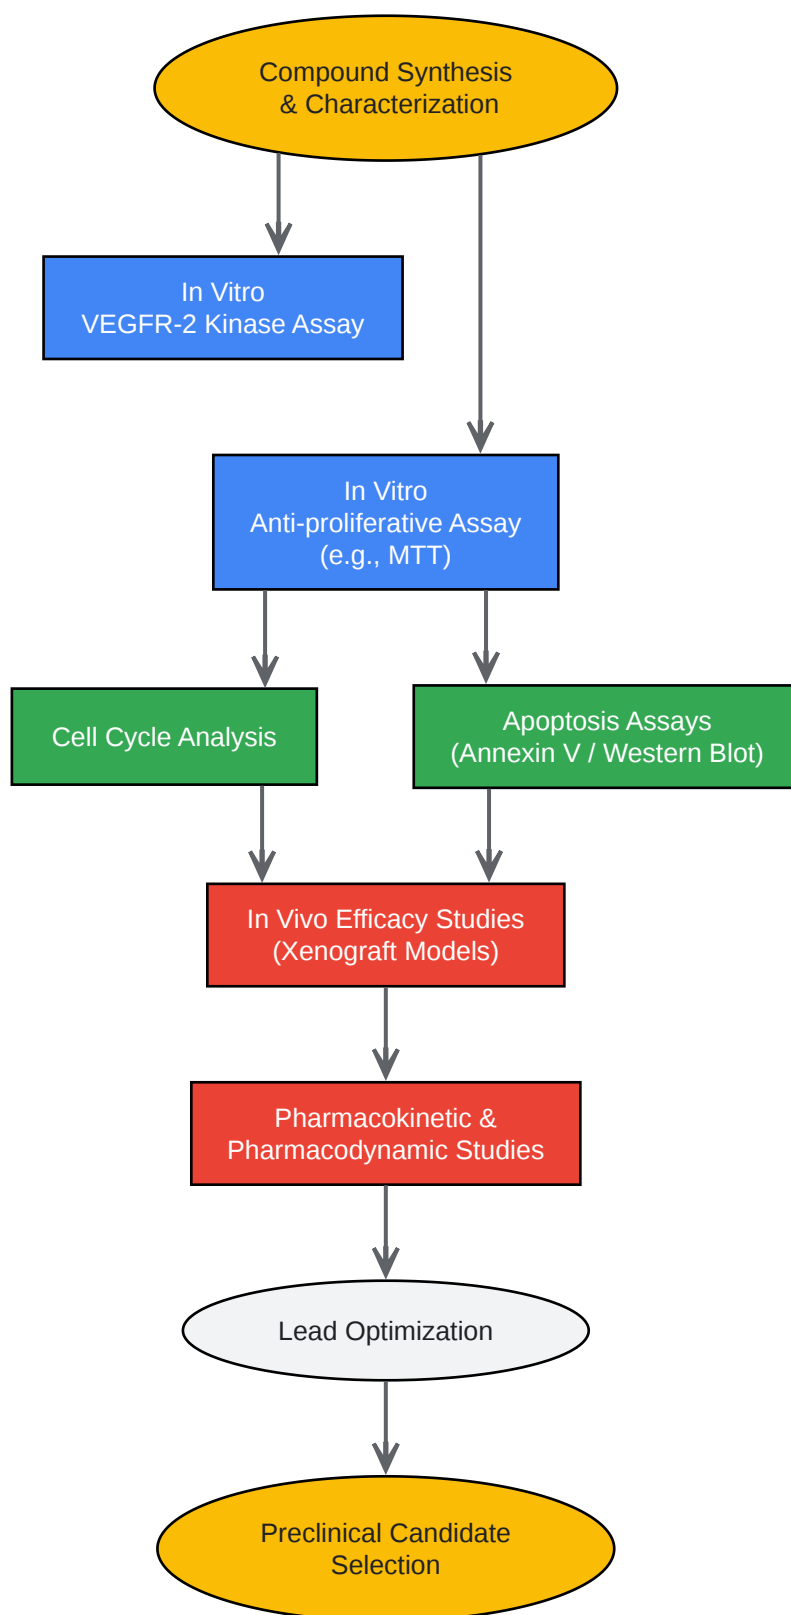 Compound Synthesis
& Characterization
In Vitro
VEGFR-2 Kinase Assay
In Vitro
Anti-proliferative Assay
(e.g., MTT)
Cell Cycle Analysis
Apoptosis Assays
(Annexin V / Western Blot)
In Vivo Efficacy Studies
(Xenograft Models)
Pharmacokinetic &
Pharmacodynamic Studies
Lead Optimization
Preclinical Candidate
Selection